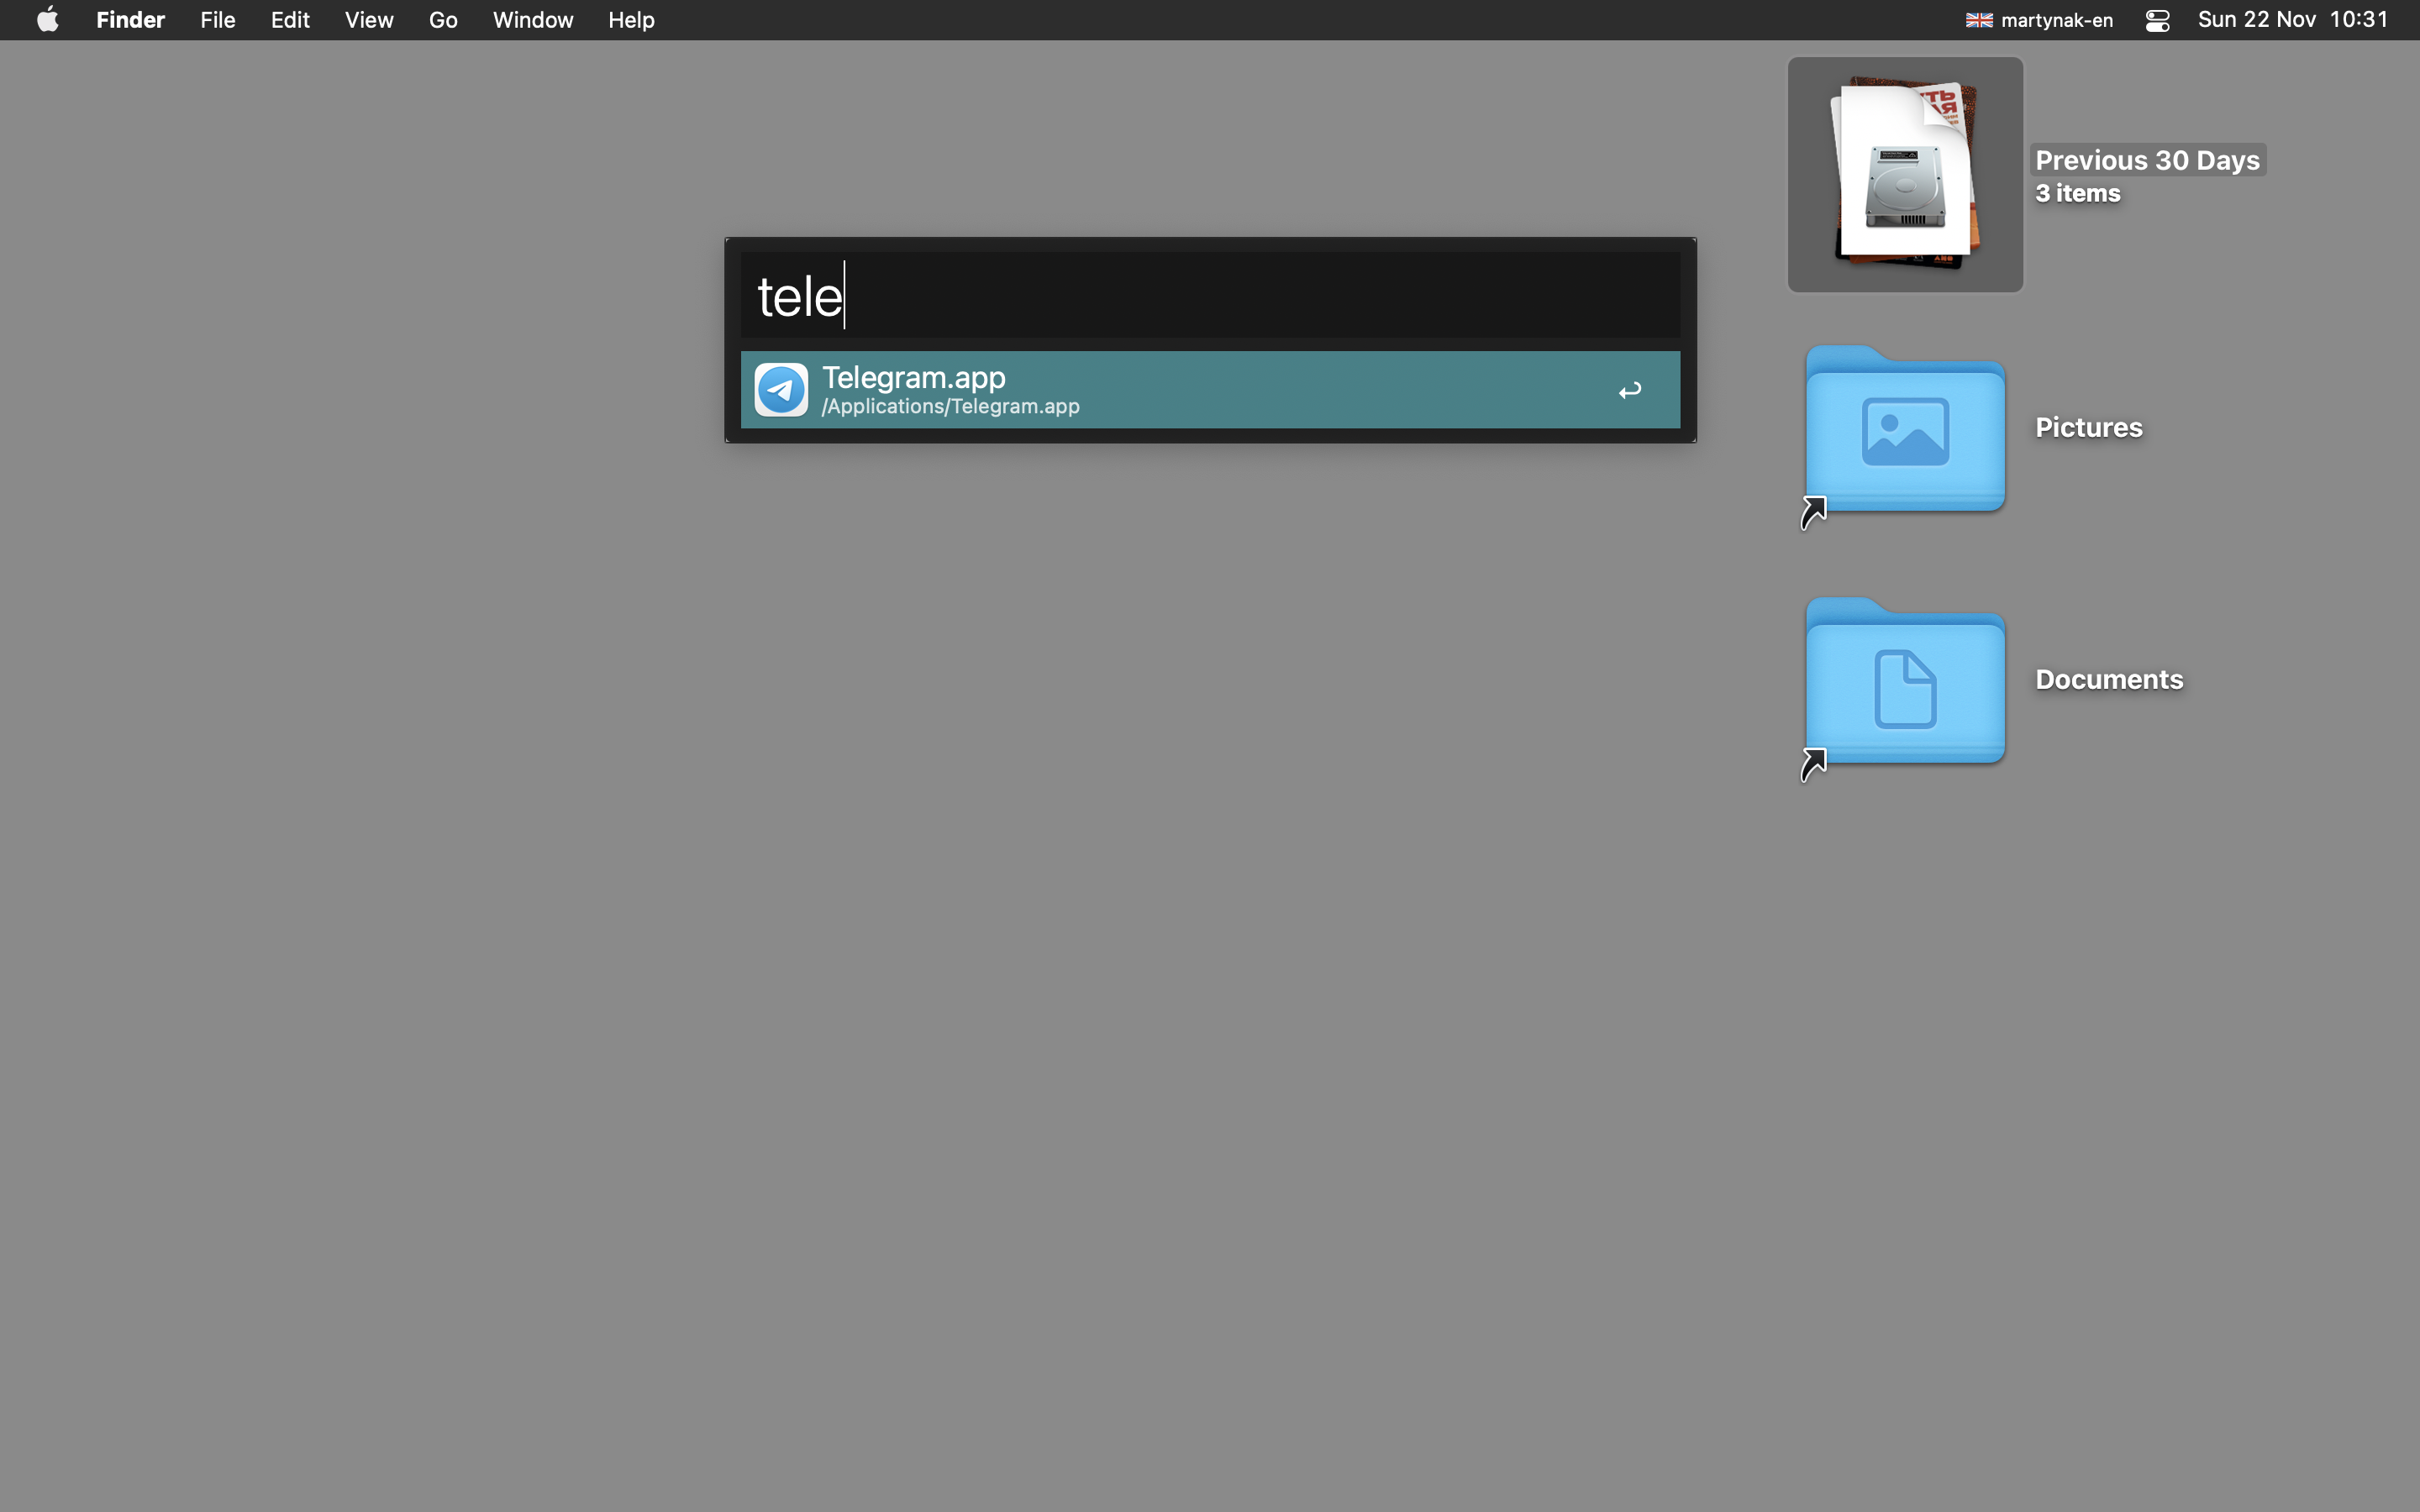 Finder File Edit View Go Window Help martynak-en Sun 22 Nov 10:31
Previous 30 Days
3 items
tele
Telegram.app
/Applications/Telegram.app
Pictures
Documents